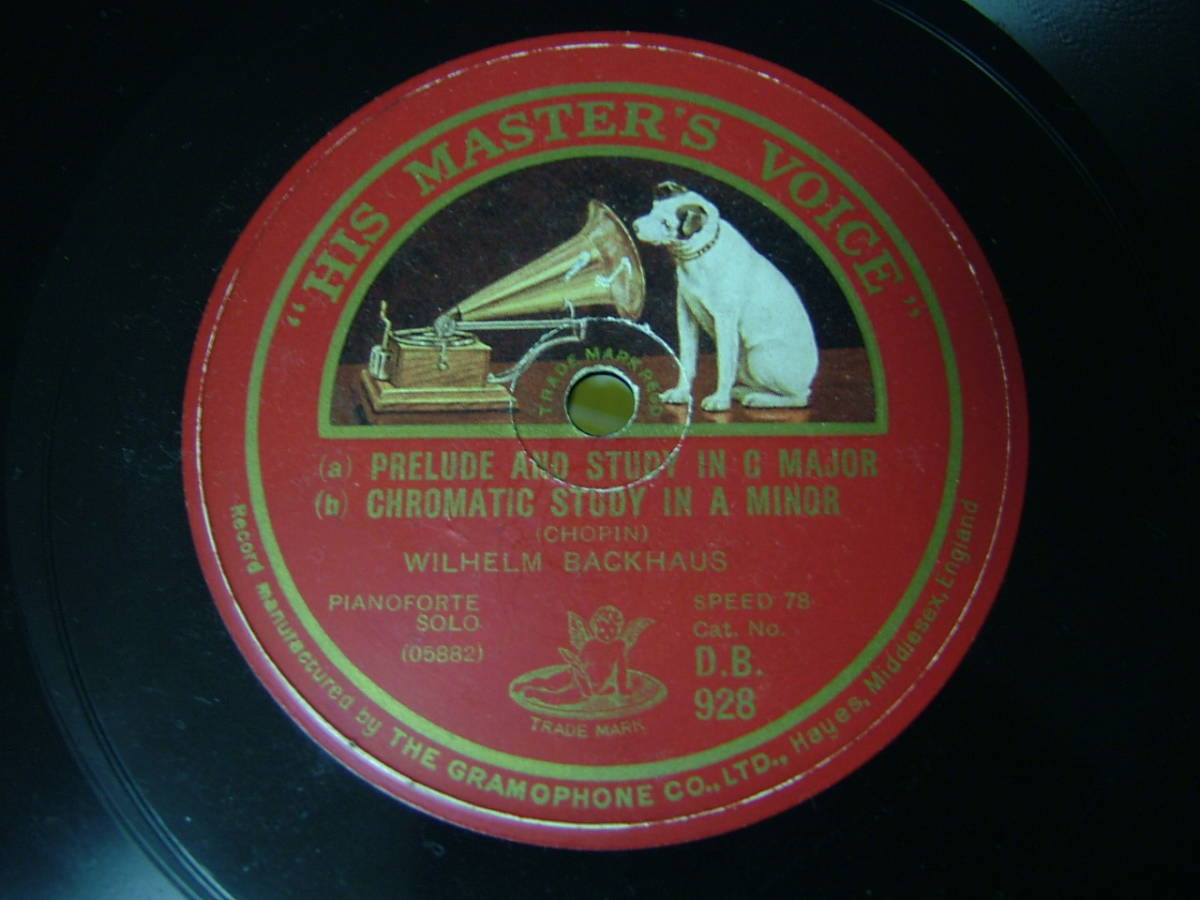 "HIS MASTER'S VOICE"
TRADE MARK RECD
(a) PRELUDE AND STUDY IN C MAJOR
(b) CHROMATIC STUDY IN A MINOR
(CHOPIN)
WILHELM BACKHAUS
PIANOFORTE
SOLO
(05882)
SPEED 78
Cat. No.
D.B.
928
TRADE MARK
Record manufactured by THE GRAMOPHONE CO., LTD., Hayes, Middlesex, England